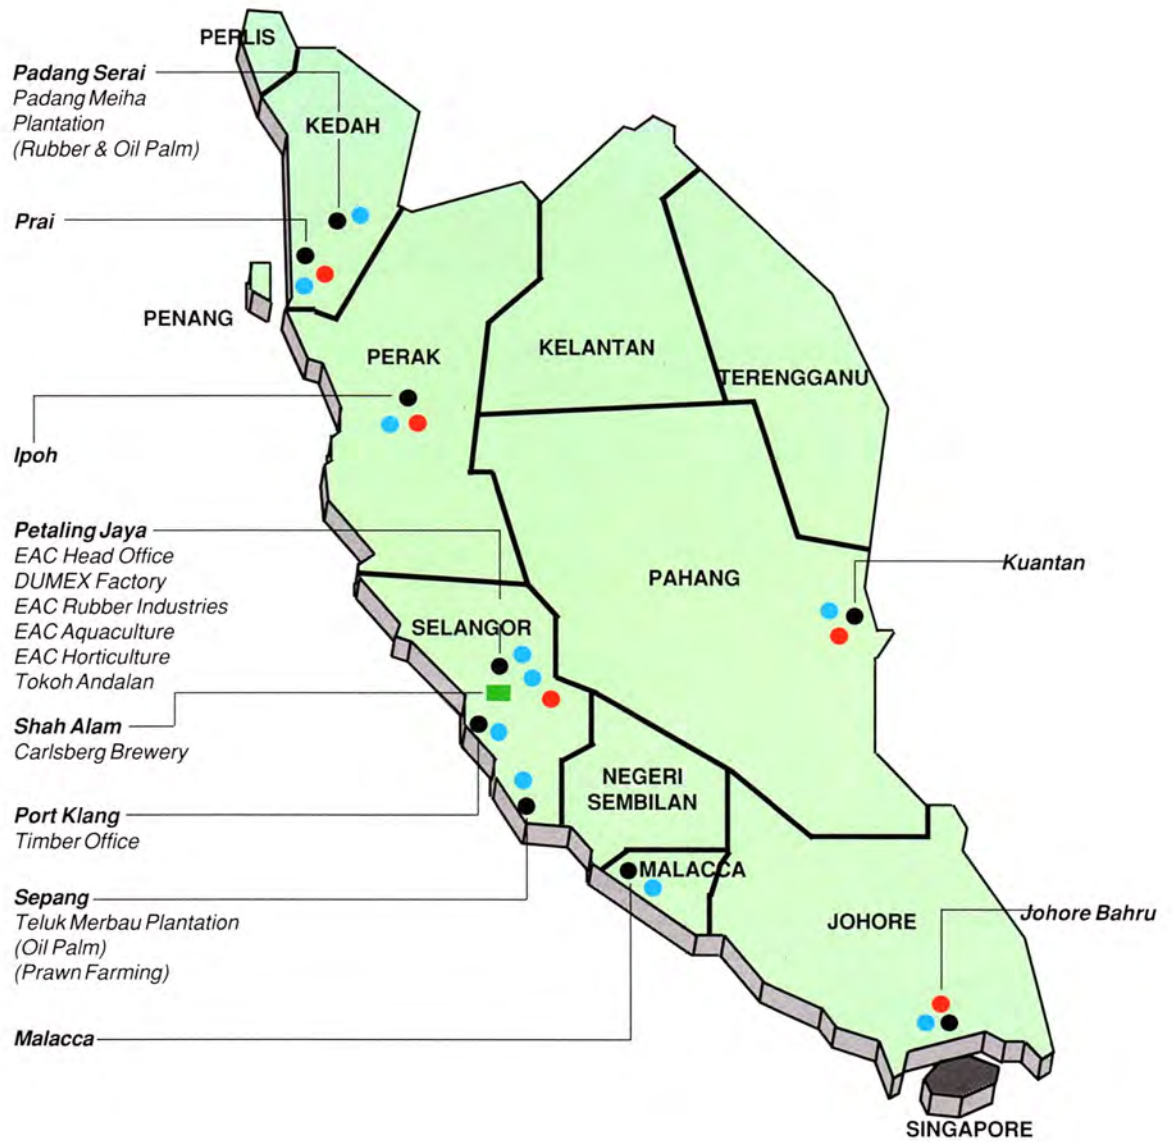 PERLIS
Padang Serai
Padang Meiha
Plantation
(Rubber & Oil Palm)
KEDAH
Prai
PENANG
PERAK
KELANTAN
TERENGGANU
Ipoh
Petaling Jaya
EAC Head Office
DUMEX Factory
EAC Rubber Industries
EAC Aquaculture
EAC Horticulture
Tokoh Andalan
PAHANG
Kuantan
SELANGOR
Shah Alam
Carlsberg Brewery
NEGERI
SEMBILAN
Port Klang
Timber Office
MALACCA
Sepang
Teluk Merbau Plantation
(Oil Palm)
(Prawn Farming)
JOHORE
Johore Bahru
Malacca
SINGAPORE